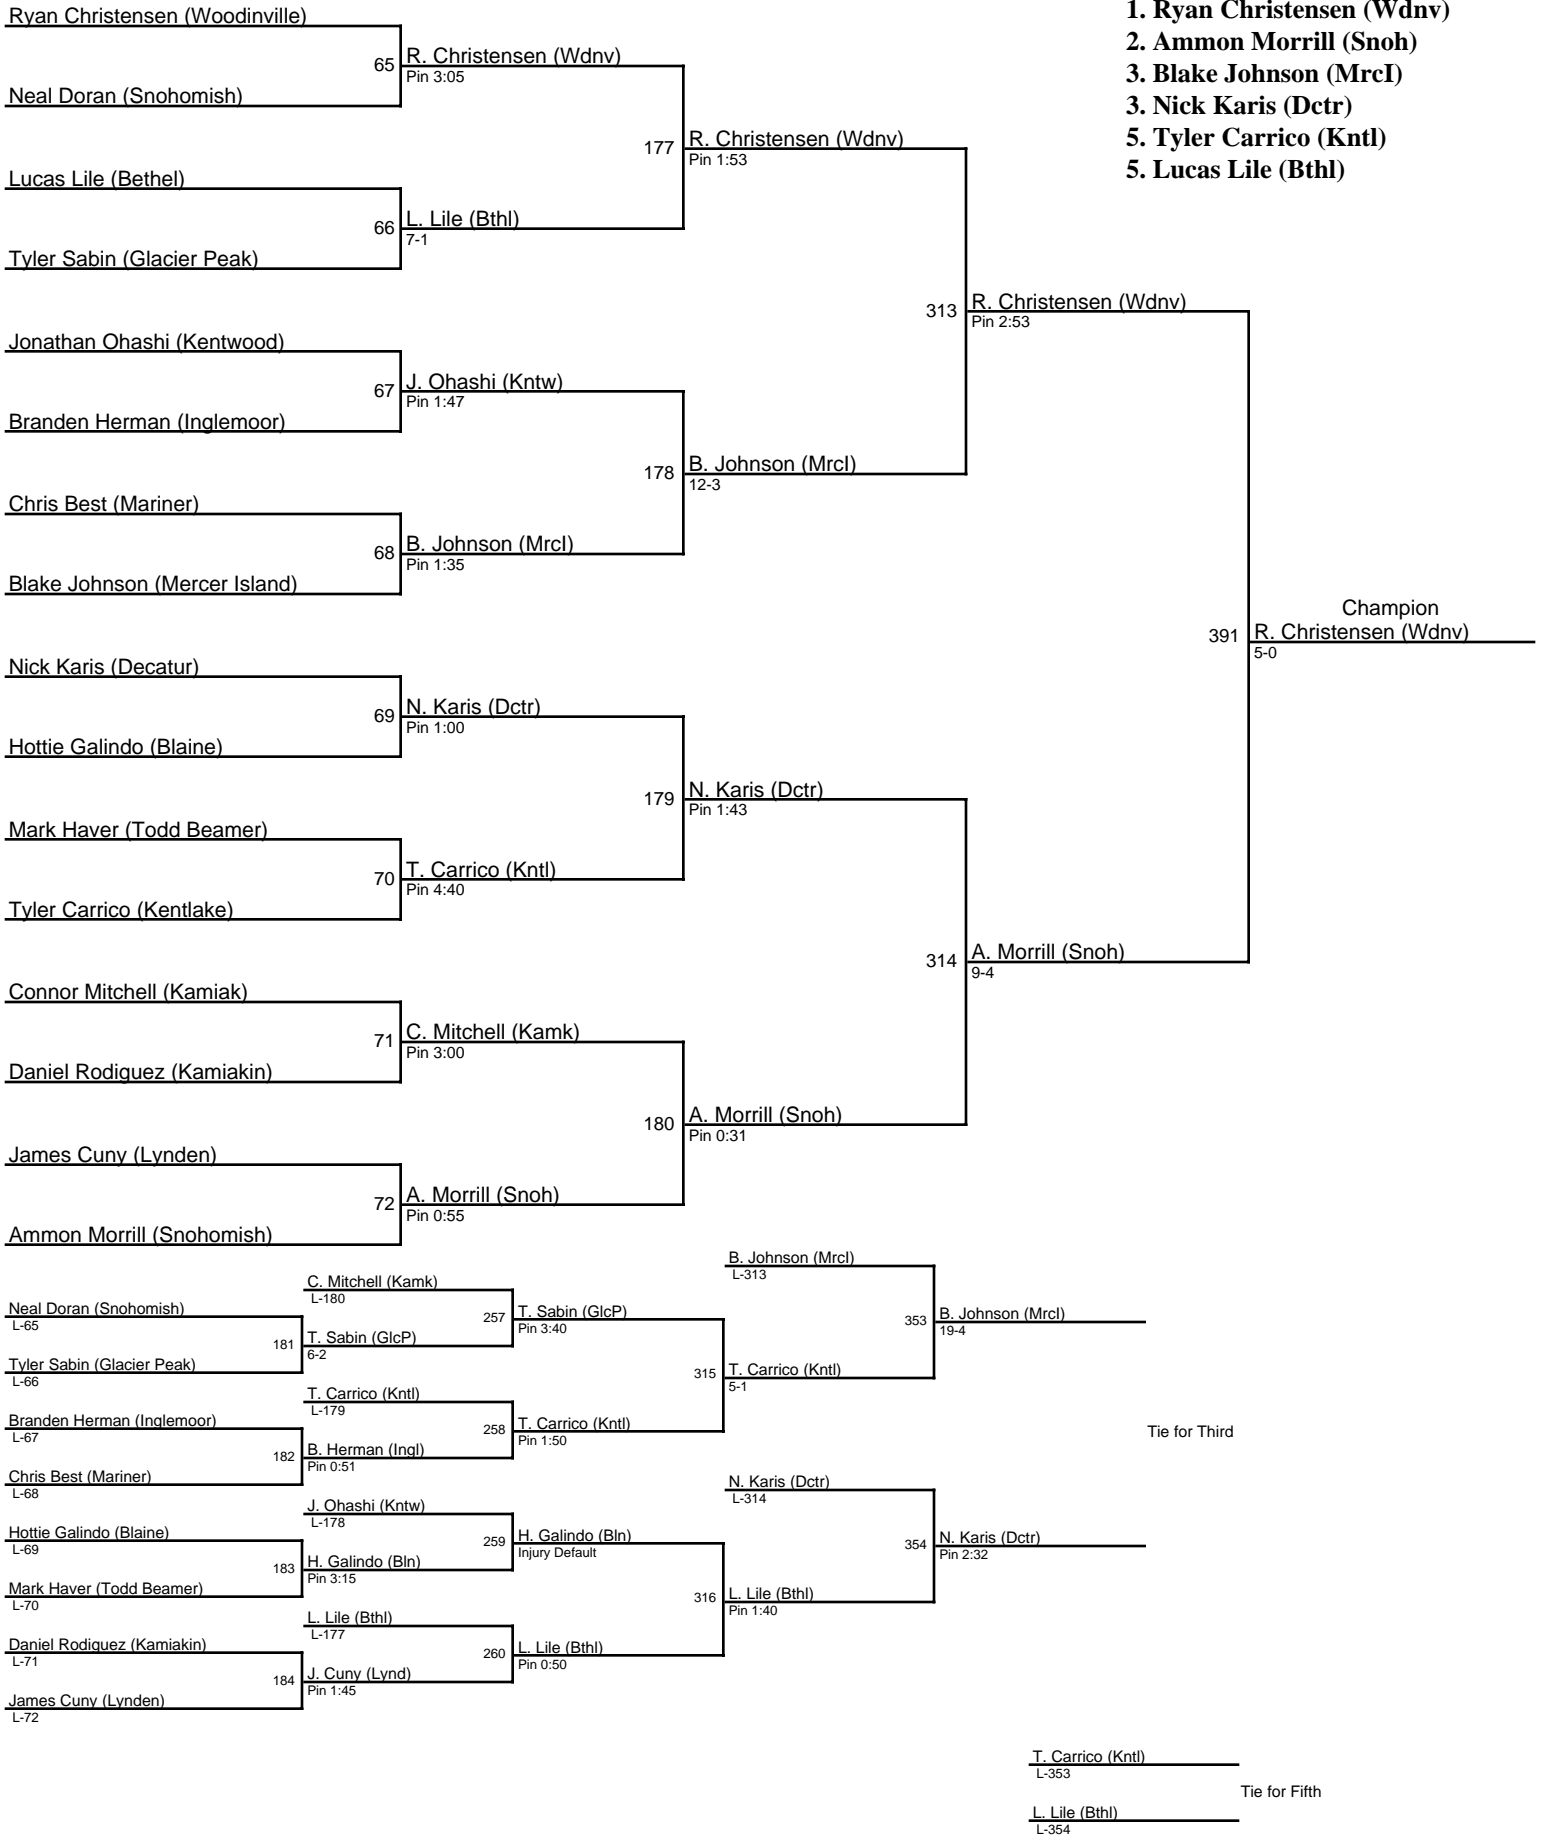 1. Ryan Christensen (Wdnv)
2. Ammon Morrill (Snoh)
3. Blake Johnson (MrcI)
3. Nick Karis (Dctr)
5. Tyler Carrico (Kntl)
5. Lucas Lile (Bthl)
Ryan Christensen (Woodinville)
65
R. Christensen (Wdnv)
Pin 3:05
Neal Doran (Snohomish)
177
R. Christensen (Wdnv)
Pin 1:53
Lucas Lile (Bethel)
66
L. Lile (Bthl)
7-1
Tyler Sabin (Glacier Peak)
313
R. Christensen (Wdnv)
Pin 2:53
Jonathan Ohashi (Kentwood)
67
J. Ohashi (Kntw)
Pin 1:47
Branden Herman (Inglemoor)
178
B. Johnson (MrcI)
12-3
Chris Best (Mariner)
68
B. Johnson (MrcI)
Pin 1:35
Blake Johnson (Mercer Island)
Champion
391
R. Christensen (Wdnv)
5-0
Nick Karis (Decatur)
69
N. Karis (Dctr)
Pin 1:00
Hottie Galindo (Blaine)
179
N. Karis (Dctr)
Pin 1:43
Mark Haver (Todd Beamer)
70
T. Carrico (Kntl)
Pin 4:40
Tyler Carrico (Kentlake)
314
A. Morrill (Snoh)
9-4
Connor Mitchell (Kamiak)
71
C. Mitchell (Kamk)
Pin 3:00
Daniel Rodiguez (Kamiakin)
180
A. Morrill (Snoh)
Pin 0:31
James Cuny (Lynden)
72
A. Morrill (Snoh)
Pin 0:55
Ammon Morrill (Snohomish)
B. Johnson (MrcI)
L-313
C. Mitchell (Kamk)
L-180
Neal Doran (Snohomish)
L-65
257
T. Sabin (GlcP)
Pin 3:40
353
B. Johnson (MrcI)
19-4
181
T. Sabin (GlcP)
6-2
Tyler Sabin (Glacier Peak)
L-66
315
T. Carrico (Kntl)
5-1
T. Carrico (Kntl)
L-179
Branden Herman (Inglemoor)
L-67
258
T. Carrico (Kntl)
Pin 1:50
Tie for Third
182
B. Herman (Ingl)
Pin 0:51
Chris Best (Mariner)
L-68
N. Karis (Dctr)
L-314
J. Ohashi (Kntw)
L-178
Hottie Galindo (Blaine)
L-69
259
H. Galindo (Bln)
Injury Default
354
N. Karis (Dctr)
Pin 2:32
183
H. Galindo (Bln)
Pin 3:15
Mark Haver (Todd Beamer)
L-70
316
L. Lile (Bthl)
Pin 1:40
L. Lile (Bthl)
L-177
Daniel Rodiguez (Kamiakin)
L-71
260
L. Lile (Bthl)
Pin 0:50
184
J. Cuny (Lynd)
Pin 1:45
James Cuny (Lynden)
L-72
T. Carrico (Kntl)
L-353
Tie for Fifth
L. Lile (Bthl)
L-354